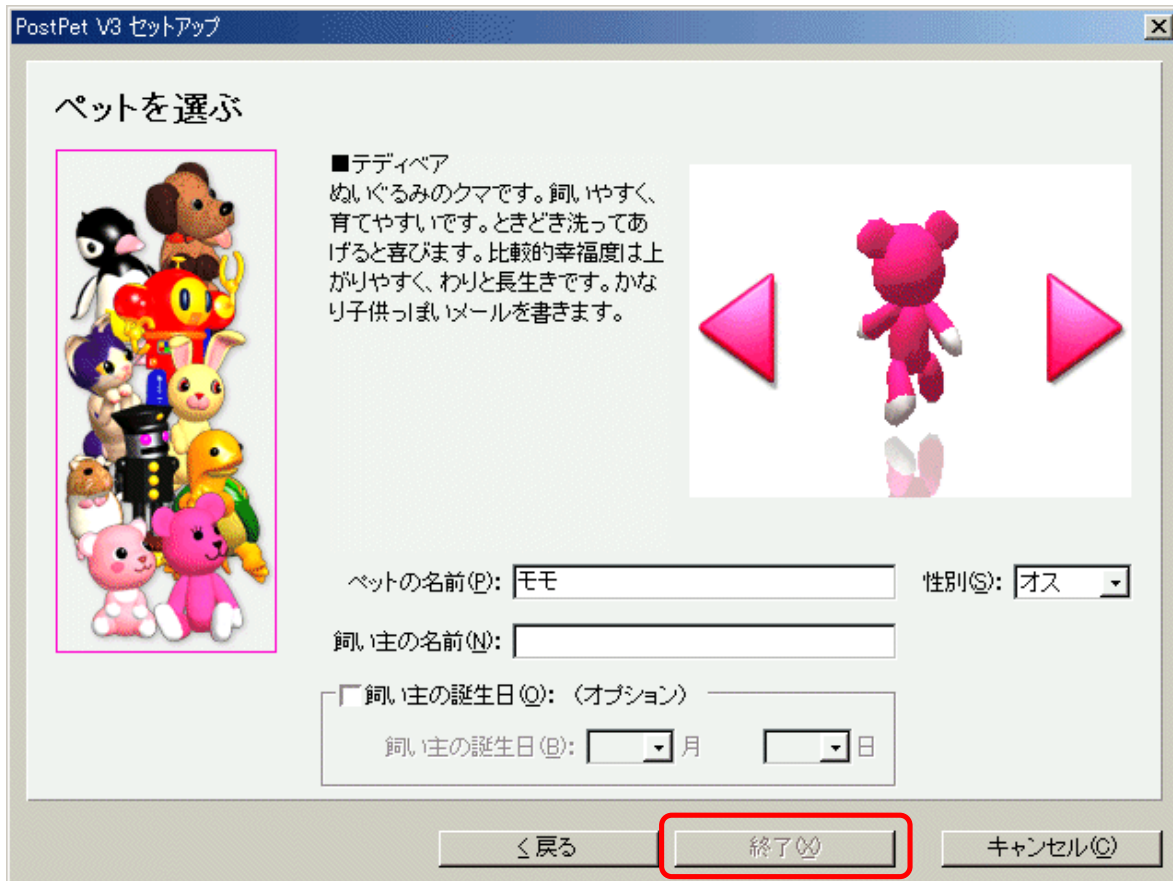 PostPet V3 セットアップ
ペットを選ぶ
■テディベア
ぬいぐるみのクマです。飼いやすく、
育てやすいです。ときどき洗ってあ
げると喜びます。比較的幸福度は上
がりやすく、わりと長生きです。かな
り子供っぽいメールを書きます。
ペットの名前(P): モモ 性別(S): オス
飼い主の名前(N):
飼い主の誕生日(O): (オプション)
飼い主の誕生日(B): 月 日
< 戻る 終了(X) キャンセル(C)